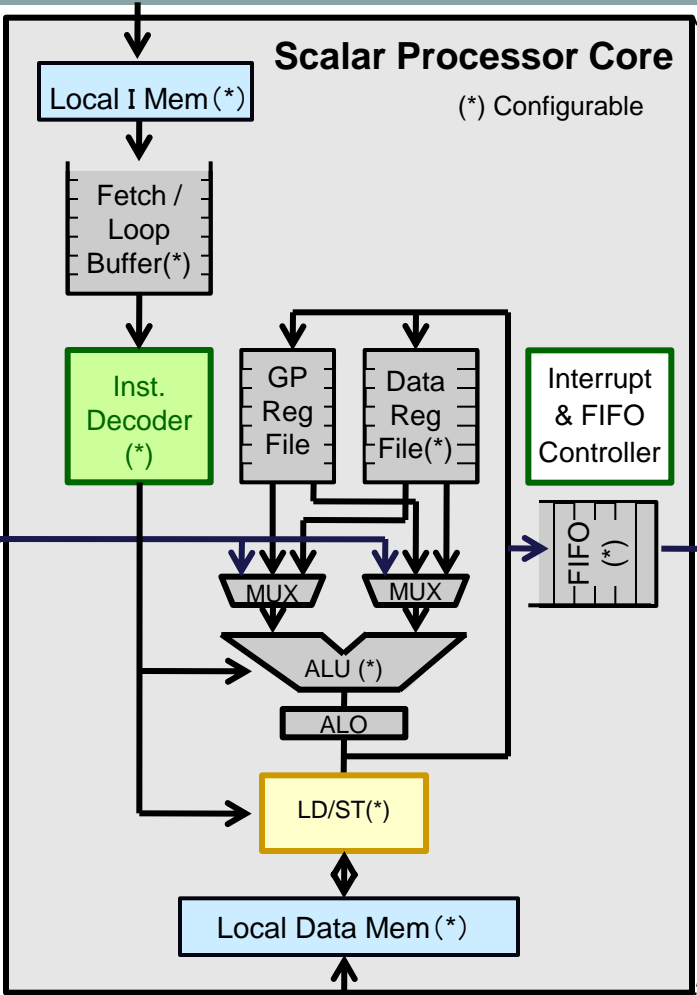 Scalar Processor Core
(*) Configurable
Local I Mem(*)
Fetch /
Loop
Buffer(*)
Inst.
Decoder
(*)
GP
Reg
File
Data
Reg
File(*)
Interrupt
& FIFO
Controller
FIFO
(*)
MUX
MUX
ALU (*)
ALO
LD/ST(*)
Local Data Mem(*)